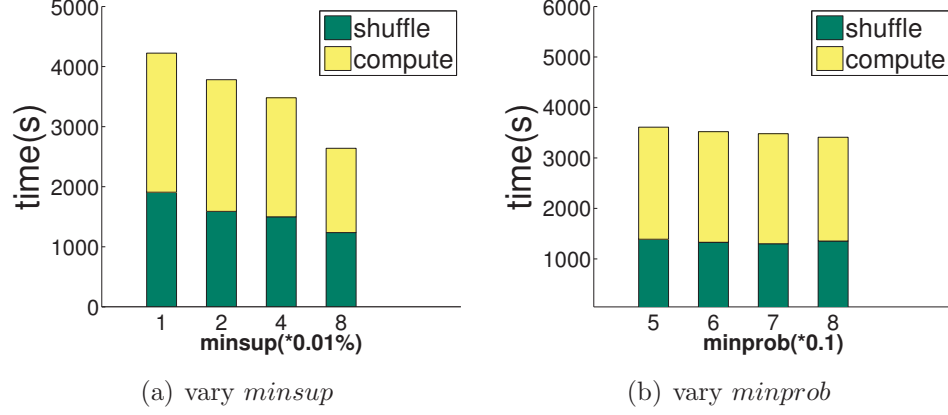 5000
4000
3000
2000
1000
0
time(s)
shuffle
compute
1 2 4 8
minsup(*0.01%)
(a) vary minsup
6000
5000
4000
3000
2000
1000
time(s)
shuffle
compute
5 6 7 8
minprob(*0.1)
(b) vary minprob